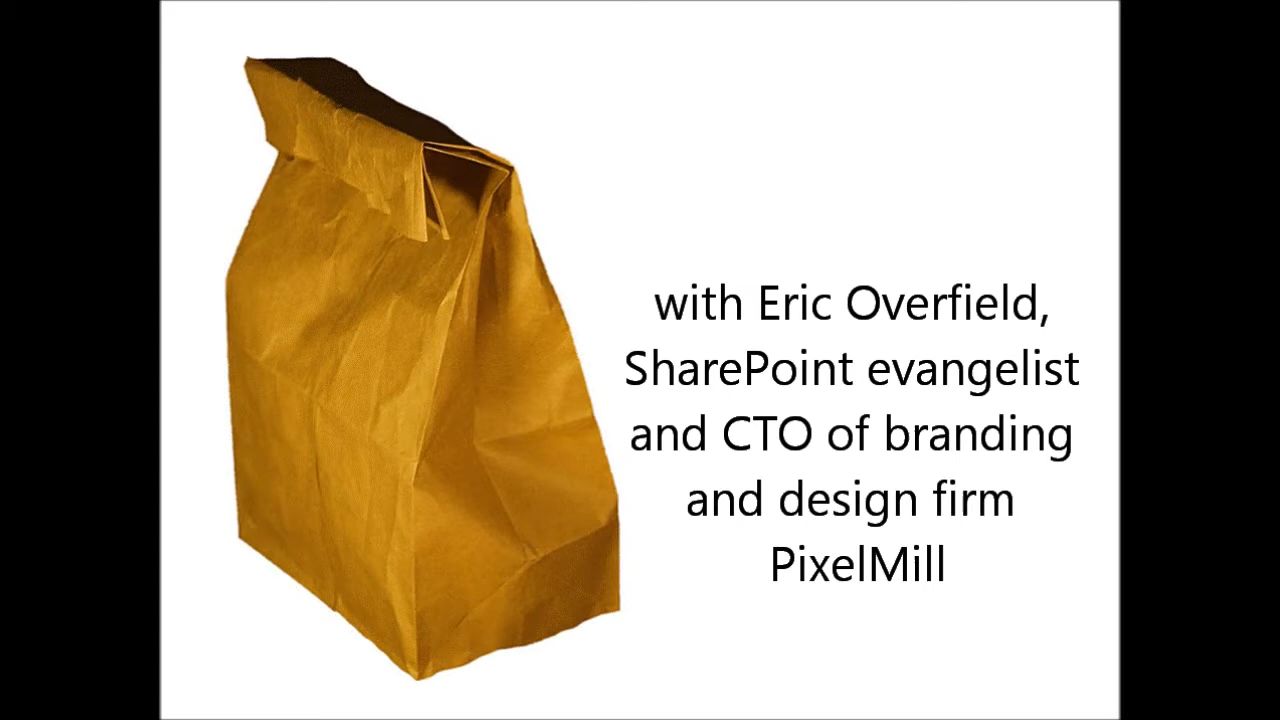 with Eric Overfield,
SharePoint evangelist
and CTO of branding
and design firm
PixelMill